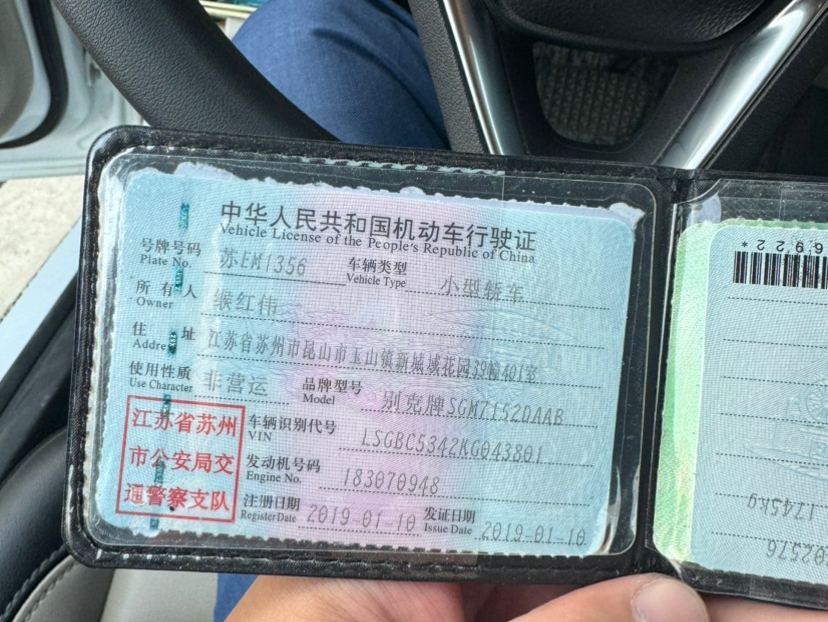 中华人民共和国机动车行驶证
Vehicle License of the People's Republic of China
号牌号码 苏EM1356 车辆类型 小型轿车
Plate No. Vehicle Type
所有人 缑红伟
Owner
住址 江苏省苏州市昆山市玉山镇新城域花园39幢401室
Address
使用性质 非营运 品牌型号 别克牌SGM7152DAAB
Use Character Model
江苏省苏州
市公安局交
通警察支队
车辆识别代号 LSGBC5342KG043801
VIN
发动机号码 183070948
Engine No.
注册日期 2019-01-10 发证日期 2019-01-10
Register Date Issue Date
1745kg